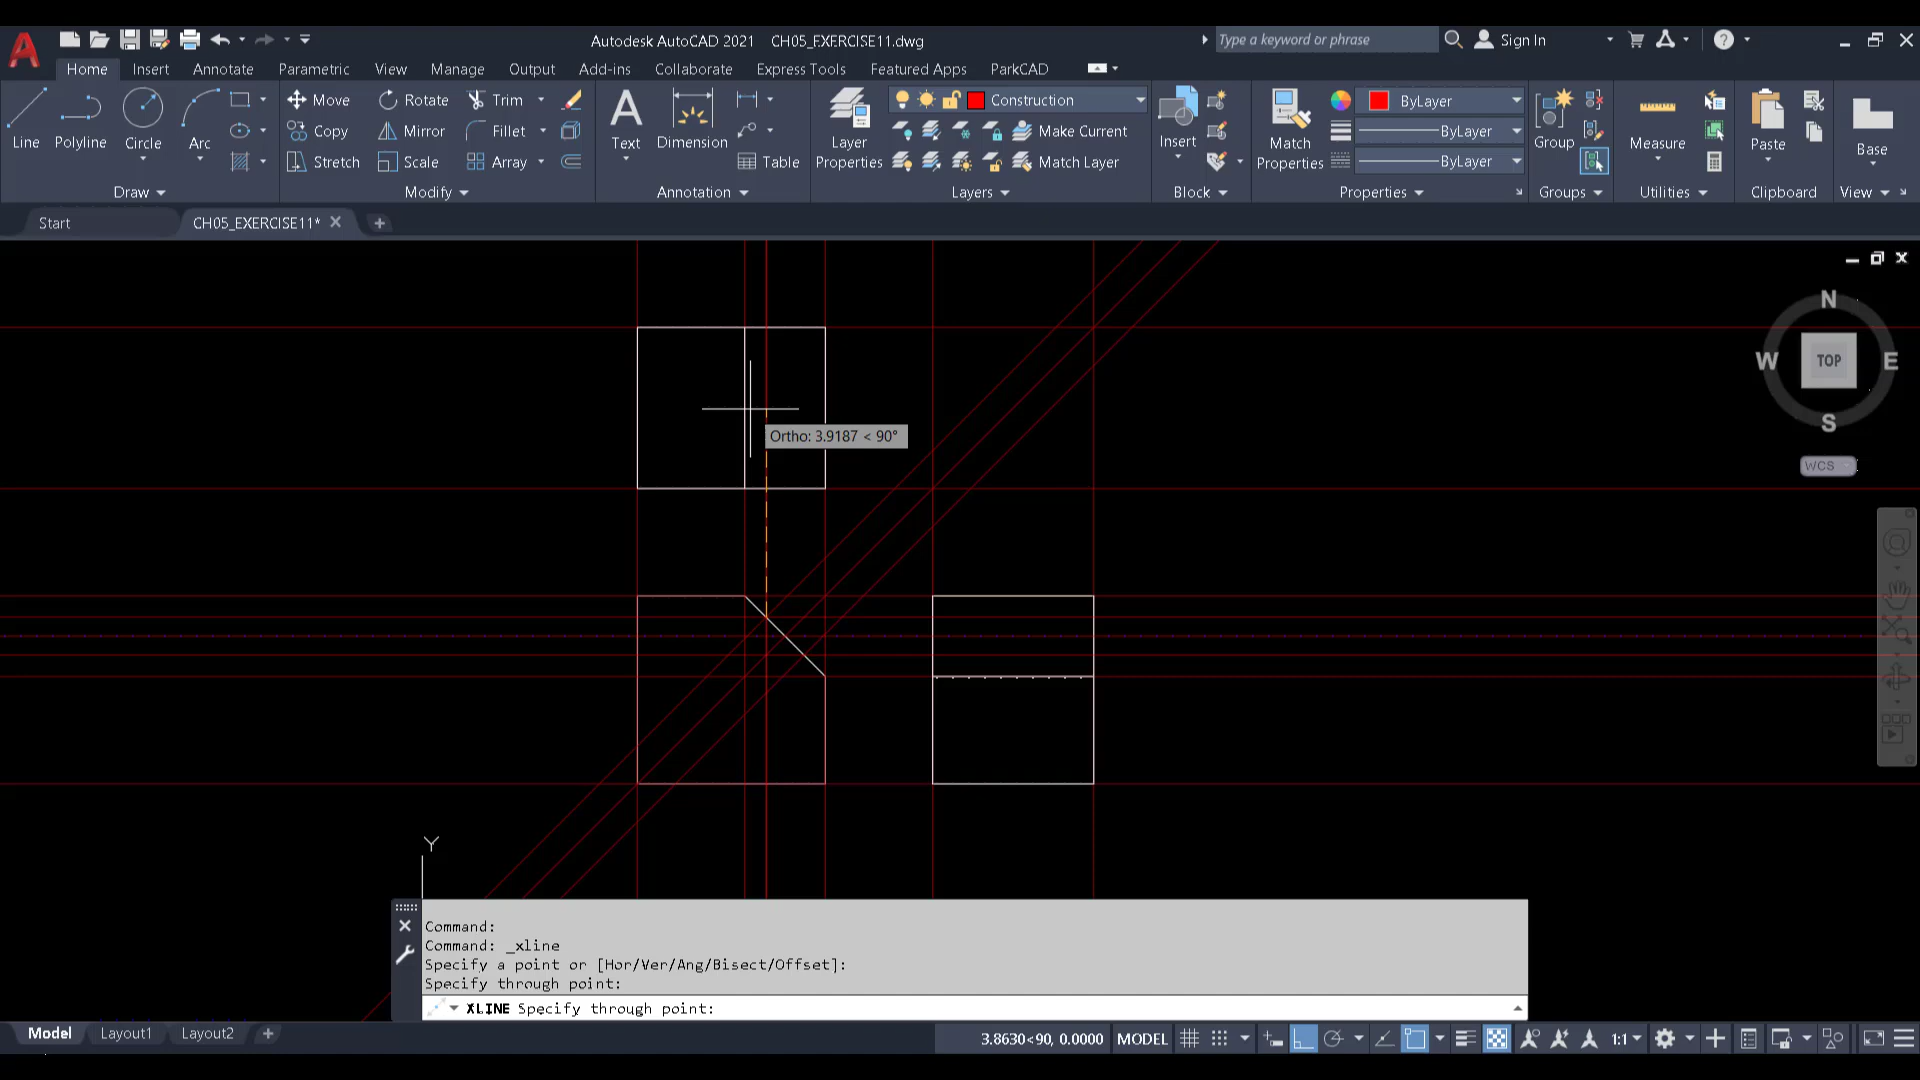 Autodesk AutoCAD 2021 CH05_EXERCISE11.dwg
Type a keyword or phrase
Sign In
Home Insert Annotate Parametric View Manage Output Add-ins Collaborate Express Tools Featured Apps ParkCAD
Line Polyline Circle Arc
Move Rotate Trim
Copy Mirror Fillet
Stretch Scale Array
Text Dimension Table
Layer Properties
Construction
Make Current
Match Layer
Insert
Match Properties
ByLayer
ByLayer
ByLayer
Group
Measure
Paste
Base
Draw Modify Annotation Layers Block Properties Groups Utilities Clipboard View
Start CH05_EXERCISE11*
N
W TOP E
S
WCS
Ortho: 3.9187 < 90°
Y
Command:
Command: _xline
Specify a point or [Hor/Ver/Ang/Bisect/Offset]:
Specify through point:
XLINE Specify through point:
Model Layout1 Layout2
3.8630<90, 0.0000 MODEL 1:1